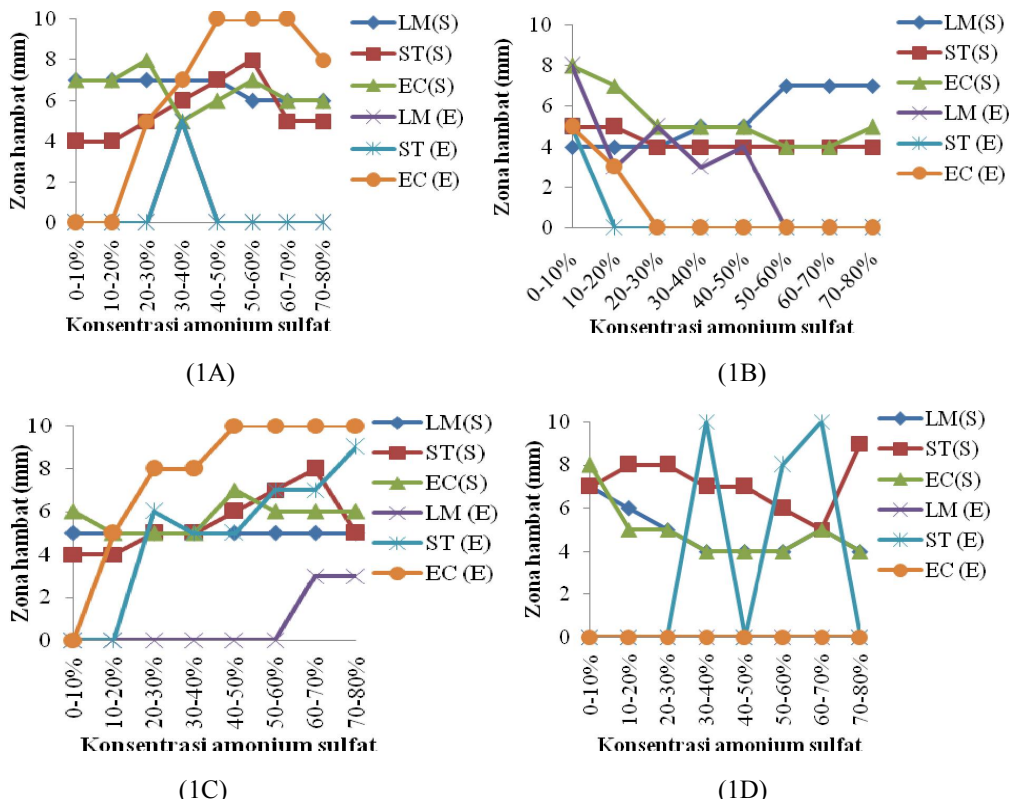 Zona hambat (mm)
10
8
6
4
2
0
0-10%
10-20%
20-30%
30-40%
40-50%
50-60%
60-70%
70-80%
Konsentrasi amonium sulfat
LM(S)
ST(S)
EC(S)
LM (E)
ST (E)
EC (E)
(1A)
Zona hambat (mm)
10
8
6
4
2
0
0-10%
10-20%
20-30%
30-40%
40-50%
50-60%
60-70%
70-80%
Konsentrasi amonium sulfat
LM(S)
ST(S)
EC(S)
LM (E)
ST (E)
EC (E)
(1B)
Zona hambat (mm)
10
8
6
4
2
0
0-10%
10-20%
20-30%
30-40%
40-50%
50-60%
60-70%
70-80%
Konsentrasi amonium sulfat
LM(S)
ST(S)
EC(S)
LM (E)
ST (E)
EC (E)
(1C)
Zona hambat (mm)
10
8
6
4
2
0
0-10%
10-20%
20-30%
30-40%
40-50%
50-60%
60-70%
70-80%
Konsentrasi amonium sulfat
LM(S)
ST(S)
EC(S)
LM (E)
ST (E)
EC (E)
(1D)